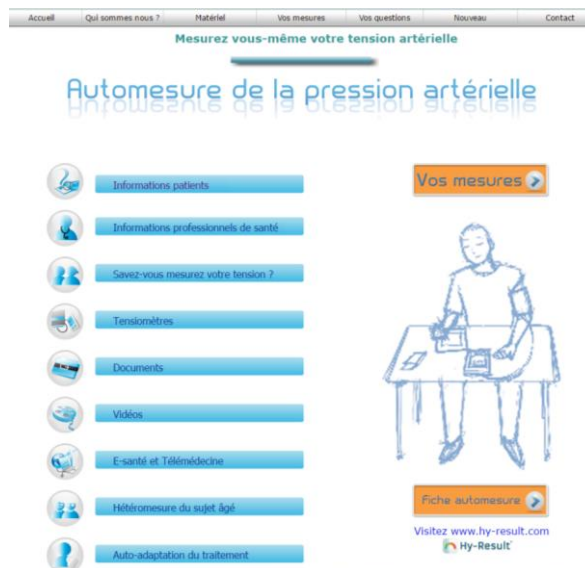 Accueil
Qui sommes nous ?
Matériel
Vos mesures
Vos questions
Nouveau
Contact
Mesurez vous-même votre tension artèrielle
Automesure de la pression artérielle
Informations patients
Informations professionnels de santé
Savez-vous mesurez votre tension ?
Tensiomètres
Documents
Vidéos
E-santé et Télémédecine
Hétéromesure du sujet âgé
Auto-adaptation du traitement
Vos mesures
Fiche automesure
Visitez www.hy-result.com
Hy-Result